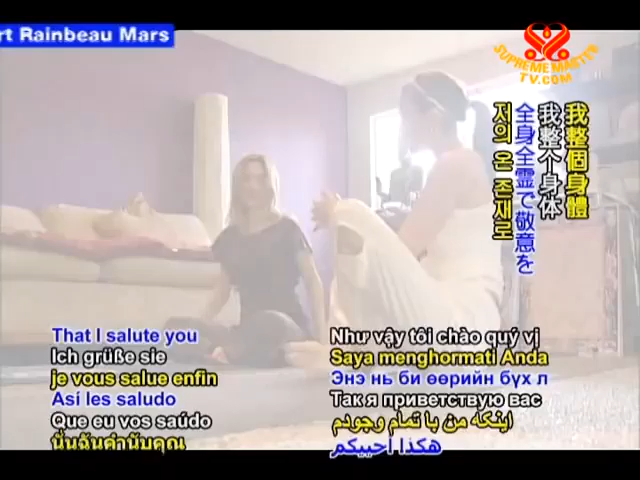 rt Rainbeau Mars
SUPREME MASTER
TV.COM
我整個身體
我整个身体
全身全霊で敬意を
저의 온 존재로
That I salute you
Ich grüße sie
je vous salue enfin
Así les saludo
Que eu vos saúdo
นั่นฉันคำนับคุณ
Như vậy tôi chào quý vị
Saya menghormati Anda
Энэ нь би өөрийн бүх л
Так я приветствую вас
اینکه من با تمام وجودم
هكذا أحييكم